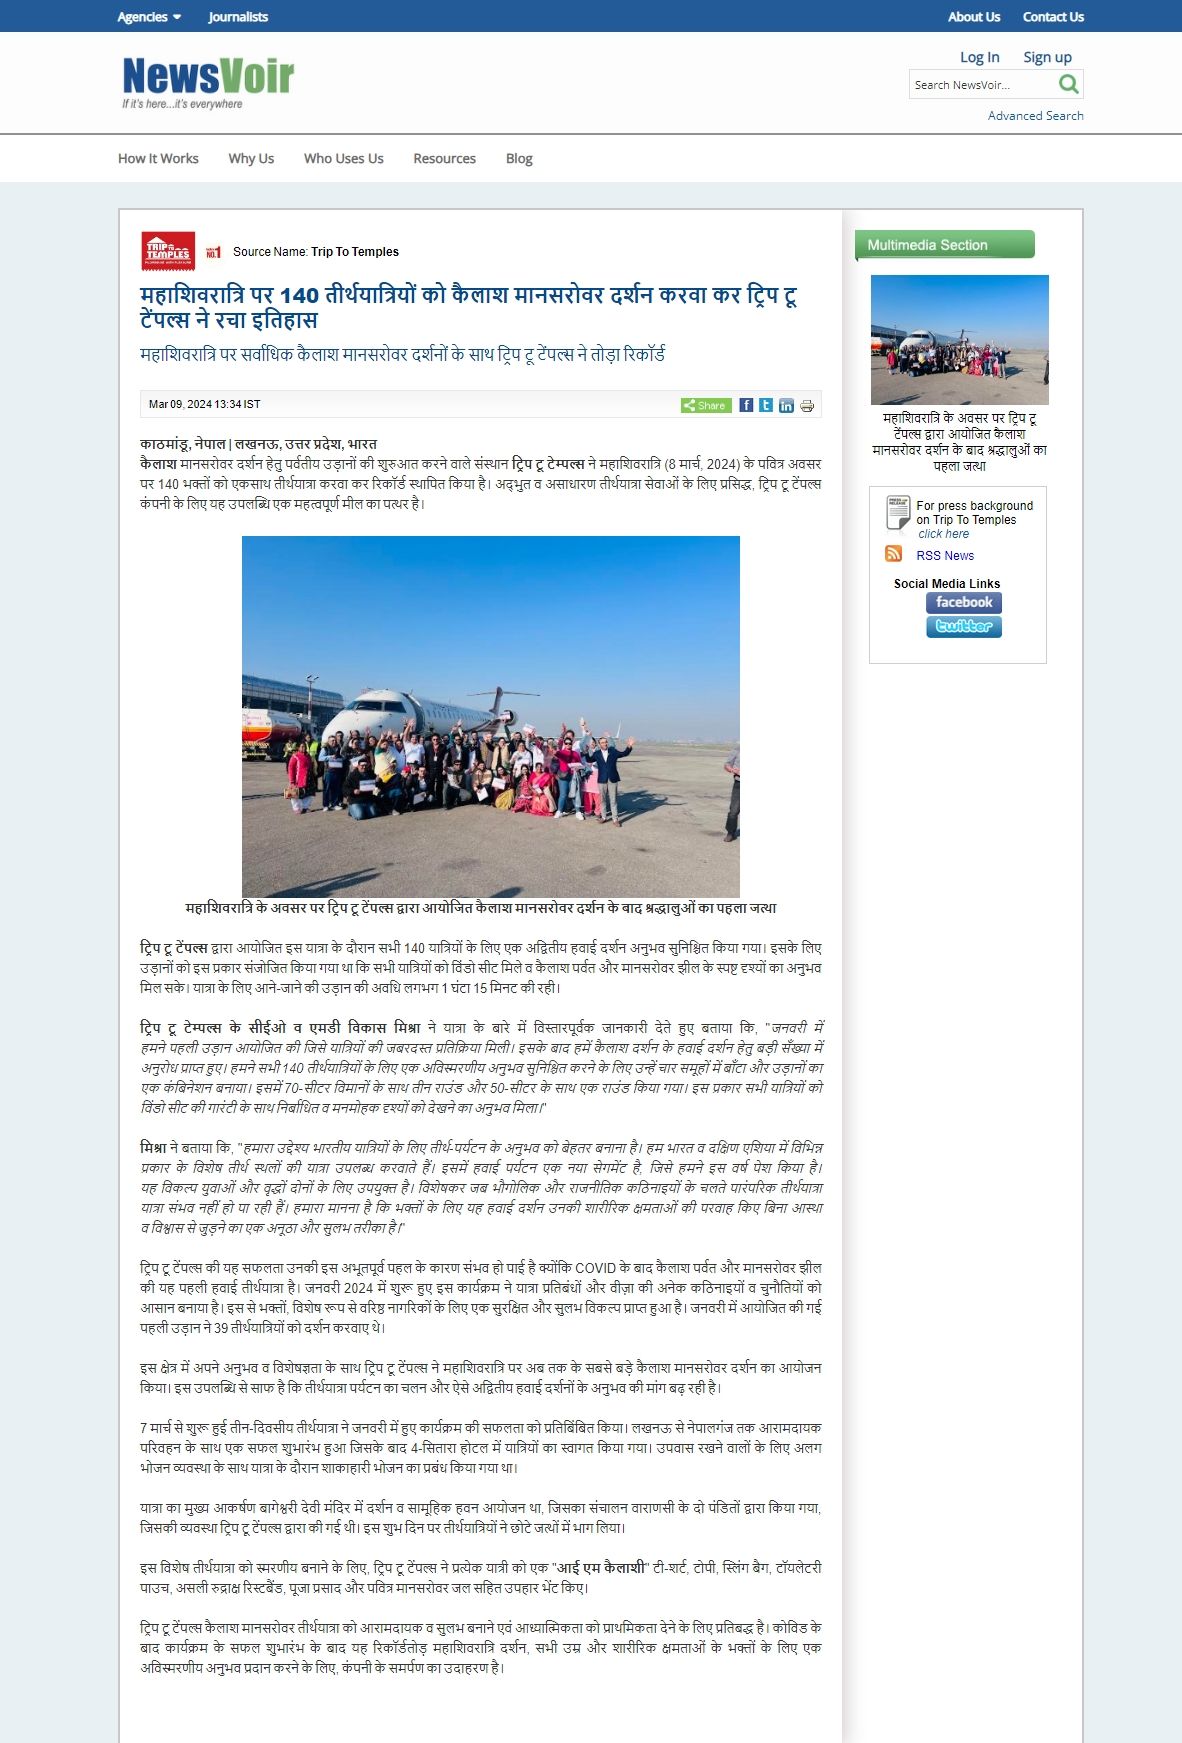 Agencies Journalists About Us Contact Us
NewsVoir
If it's here...it's everywhere
Log In Sign up
Search NewsVoir...
Advanced Search
How It Works Why Us Who Uses Us Resources Blog
TRIP TO TEMPLES
NO.1
Source Name: Trip To Temples
महाशिवरात्रि पर 140 तीर्थयात्रियों को कैलाश मानसरोवर दर्शन करवा कर ट्रिप टू
टेंपल्स ने रचा इतिहास
महाशिवरात्रि पर सर्वाधिक कैलाश मानसरोवर दर्शनों के साथ ट्रिप टू टेंपल्स ने तोड़ा रिकॉर्ड
Mar 09, 2024 13:34 IST
Share
काठमांडू, नेपाल | लखनऊ, उत्तर प्रदेश, भारत
कैलाश मानसरोवर दर्शन हेतु पर्वतीय उड़ानों की शुरुआत करने वाले संस्थान ट्रिप टू टेम्पल्स ने महाशिवरात्रि (8 मार्च, 2024) के पवित्र अवसर
पर 140 भक्तों को एकसाथ तीर्थयात्रा करवा कर रिकॉर्ड स्थापित किया है। अद्भुत व असाधारण तीर्थयात्रा सेवाओं के लिए प्रसिद्ध, ट्रिप टू टेंपल्स
कंपनी के लिए यह उपलब्धि एक महत्वपूर्ण मील का पत्थर है।
महाशिवरात्रि के अवसर पर ट्रिप टू टेंपल्स द्वारा आयोजित कैलाश मानसरोवर दर्शन के बाद श्रद्धालुओं का पहला जत्था
ट्रिप टू टेंपल्स द्वारा आयोजित इस यात्रा के दौरान सभी 140 यात्रियों के लिए एक अद्वितीय हवाई दर्शन अनुभव सुनिश्चित किया गया। इसके लिए
उड़ानों को इस प्रकार संजोजित किया गया था कि सभी यात्रियों को विंडो सीट मिले व कैलाश पर्वत और मानसरोवर झील के स्पष्ट दृश्यों का अनुभव
मिल सके। यात्रा के लिए आने-जाने की उड़ान की अवधि लगभग 1 घंटा 15 मिनट की रही।
ट्रिप टू टेम्पल्स के सीईओ व एमडी विकास मिश्रा ने यात्रा के बारे में विस्तारपूर्वक जानकारी देते हुए बताया कि, "जनवरी में
हमने पहली उड़ान आयोजित की जिसे यात्रियों की जबरदस्त प्रतिक्रिया मिली। इसके बाद हमें कैलाश दर्शन के हवाई दर्शन हेतु बड़ी सँख्या में
अनुरोध प्राप्त हुए। हमने सभी 140 तीर्थयात्रियों के लिए एक अविस्मरणीय अनुभव सुनिश्चित करने के लिए उन्हें चार समूहों में बाँटा और उड़ानों का
एक कंबिनेशन बनाया। इसमें 70-सीटर विमानों के साथ तीन राउंड और 50-सीटर के साथ एक राउंड किया गया। इस प्रकार सभी यात्रियों को
विंडो सीट की गारंटी के साथ निर्बाधित व मनमोहक दृश्यों को देखने का अनुभव मिला।"
मिश्रा ने बताया कि, "हमारा उद्देश्य भारतीय यात्रियों के लिए तीर्थ-पर्यटन के अनुभव को बेहतर बनाना है। हम भारत व दक्षिण एशिया में विभिन्न
प्रकार के विशेष तीर्थ स्थलों की यात्रा उपलब्ध करवाते हैं। इसमें हवाई पर्यटन एक नया सेगमेंट है, जिसे हमने इस वर्ष पेश किया है।
यह विकल्प युवाओं और वृद्धों दोनों के लिए उपयुक्त है। विशेषकर जब भौगोलिक और राजनीतिक कठिनाइयों के चलते पारंपरिक तीर्थयात्रा
यात्रा संभव नहीं हो पा रही हैं। हमारा मानना है कि भक्तों के लिए यह हवाई दर्शन उनकी शारीरिक क्षमताओं की परवाह किए बिना आस्था
व विश्वास से जुड़ने का एक अनूठा और सुलभ तरीका है।"
ट्रिप टू टेंपल्स की यह सफलता उनकी इस अभूतपूर्व पहल के कारण संभव हो पाई है क्योंकि COVID के बाद कैलाश पर्वत और मानसरोवर झील
की यह पहली हवाई तीर्थयात्रा है। जनवरी 2024 में शुरू हुए इस कार्यक्रम ने यात्रा प्रतिबंधों और वीज़ा की अनेक कठिनाइयों व चुनौतियों को
आसान बनाया है। इस से भक्तों, विशेष रूप से वरिष्ठ नागरिकों के लिए एक सुरक्षित और सुलभ विकल्प प्राप्त हुआ है। जनवरी में आयोजित की गई
पहली उड़ान ने 39 तीर्थयात्रियों को दर्शन करवाए थे।
इस क्षेत्र में अपने अनुभव व विशेषज्ञता के साथ ट्रिप टू टेंपल्स ने महाशिवरात्रि पर अब तक के सबसे बड़े कैलाश मानसरोवर दर्शन का आयोजन
किया। इस उपलब्धि से साफ है कि तीर्थयात्रा पर्यटन का चलन और ऐसे अद्वितीय हवाई दर्शनों के अनुभव की मांग बढ़ रही है।
7 मार्च से शुरू हुई तीन-दिवसीय तीर्थयात्रा ने जनवरी में हुए कार्यक्रम की सफलता को प्रतिबिंबित किया। लखनऊ से नेपालगंज तक आरामदायक
परिवहन के साथ एक सफल शुभारंभ हुआ जिसके बाद 4-सितारा होटल में यात्रियों का स्वागत किया गया। उपवास रखने वालों के लिए अलग
भोजन व्यवस्था के साथ यात्रा के दौरान शाकाहारी भोजन का प्रबंध किया गया था।
यात्रा का मुख्य आकर्षण बागेश्वरी देवी मंदिर में दर्शन व सामूहिक हवन आयोजन था, जिसका संचालन वाराणसी के दो पंडितों द्वारा किया गया,
जिसकी व्यवस्था ट्रिप टू टेंपल्स द्वारा की गई थी। इस शुभ दिन पर तीर्थयात्रियों ने छोटे जत्थों में भाग लिया।
इस विशेष तीर्थयात्रा को स्मरणीय बनाने के लिए, ट्रिप टू टेंपल्स ने प्रत्येक यात्री को एक "आई एम कैलाशी" टी-शर्ट, टोपी, स्लिंग बैग, टॉयलेटरी
पाउच, असली रुद्राक्ष रिस्टबैंड, पूजा प्रसाद और पवित्र मानसरोवर जल सहित उपहार भेंट किए।
ट्रिप टू टेंपल्स कैलाश मानसरोवर तीर्थयात्रा को आरामदायक व सुलभ बनाने एवं आध्यात्मिकता को प्राथमिकता देने के लिए प्रतिबद्ध है। कोविड के
बाद कार्यक्रम के सफल शुभारंभ के बाद यह रिकॉर्डतोड़ महाशिवरात्रि दर्शन, सभी उम्र और शारीरिक क्षमताओं के भक्तों के लिए एक
अविस्मरणीय अनुभव प्रदान करने के लिए, कंपनी के समर्पण का उदाहरण है।
Multimedia Section
महाशिवरात्रि के अवसर पर ट्रिप टू
टेंपल्स द्वारा आयोजित कैलाश
मानसरोवर दर्शन के बाद श्रद्धालुओं का
पहला जत्था
For press background
on Trip To Temples
click here
RSS News
Social Media Links
facebook
twitter